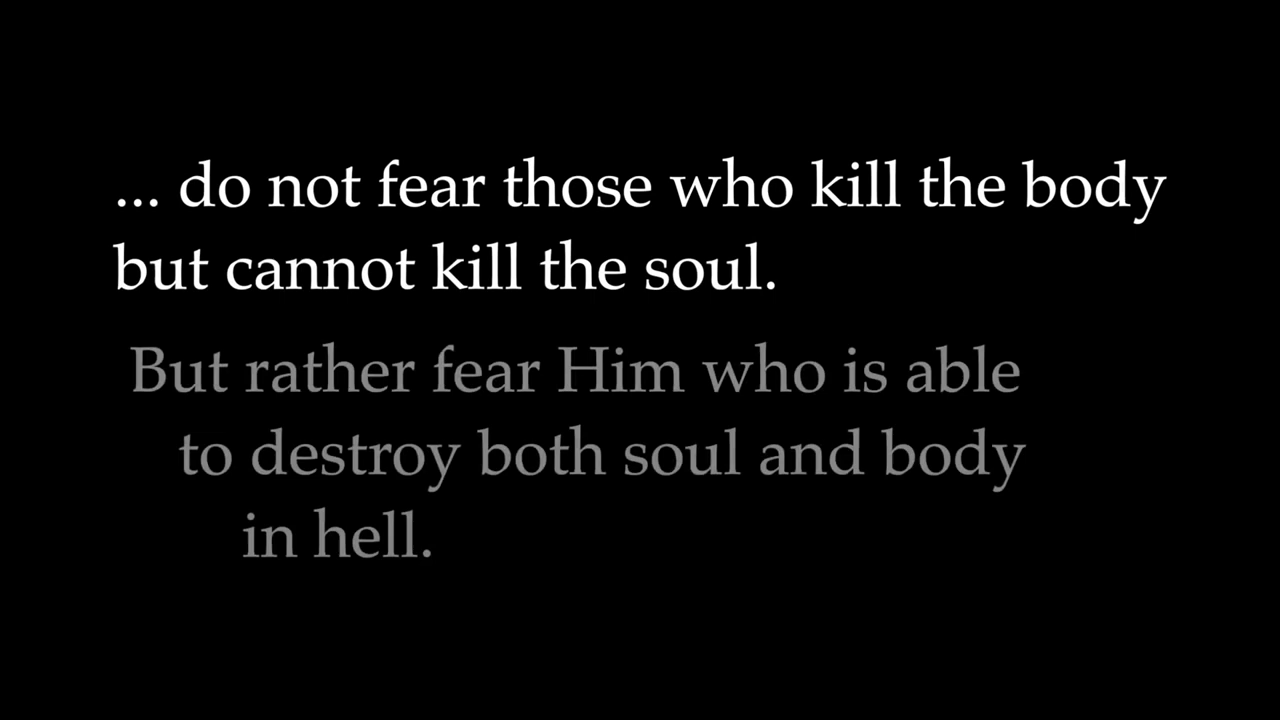 ... do not fear those who kill the body
but cannot kill the soul.
But rather fear Him who is able
to destroy both soul and body
in hell.